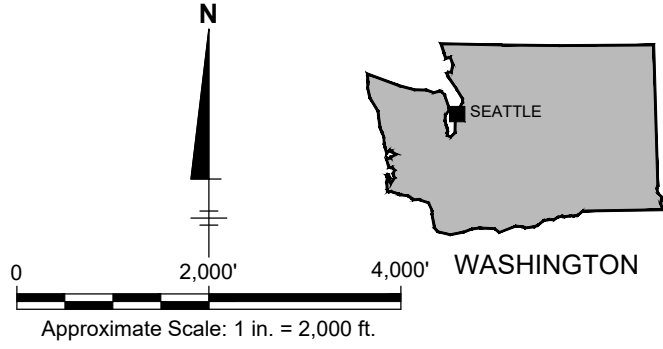 N
SEATTLE
WASHINGTON
0 2,000' 4,000'
Approximate Scale: 1 in. = 2,000 ft.